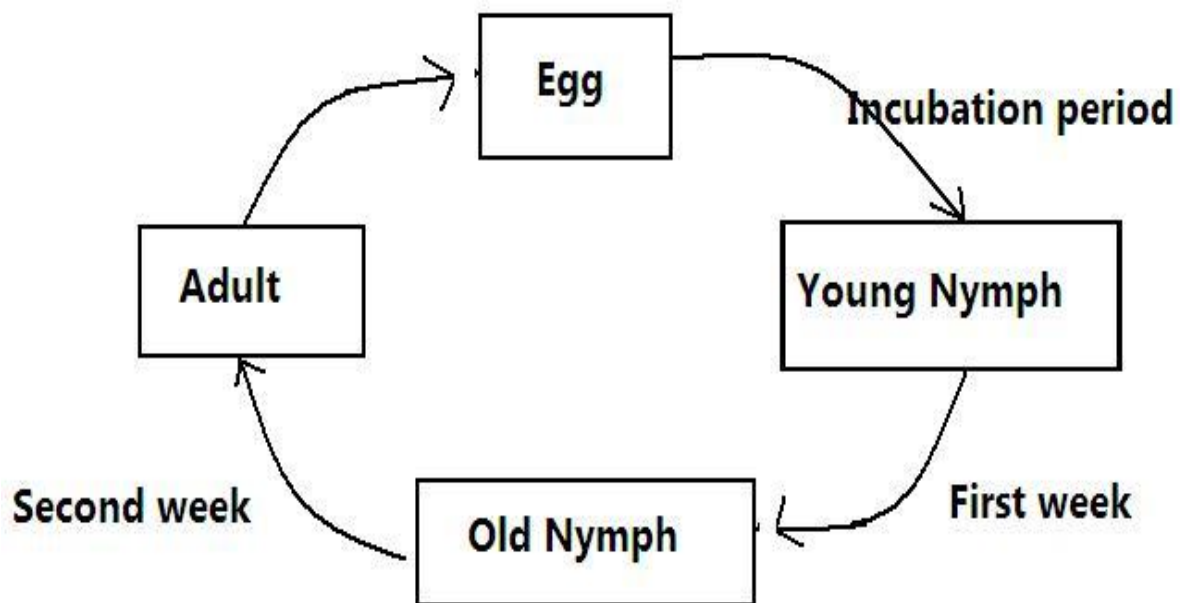 Egg
Incubation period
Adult
Young Nymph
Second week
First week
Old Nymph